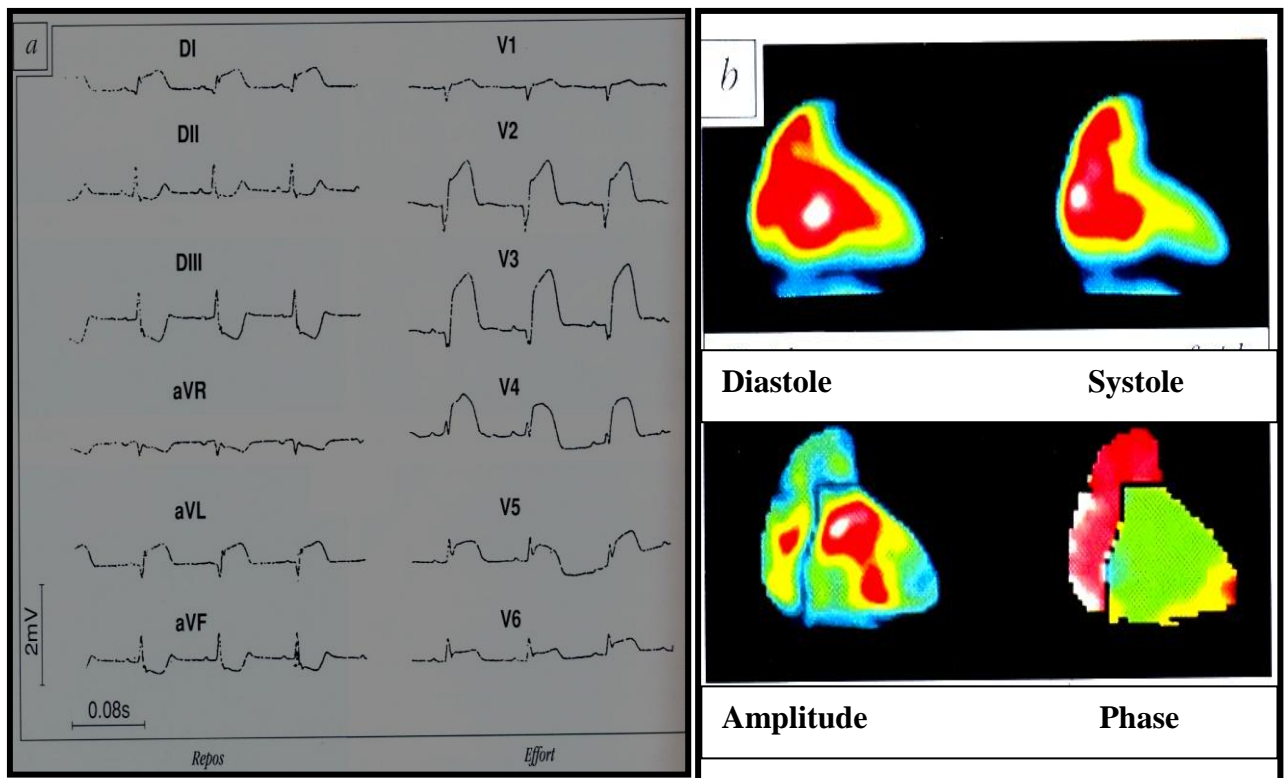 a
DI
V1
DII
V2
DIII
V3
aVR
V4
aVL
V5
aVF
V6
2mV
0.08s
Repos
Effort
b
Diastole
Systole
Amplitude
Phase